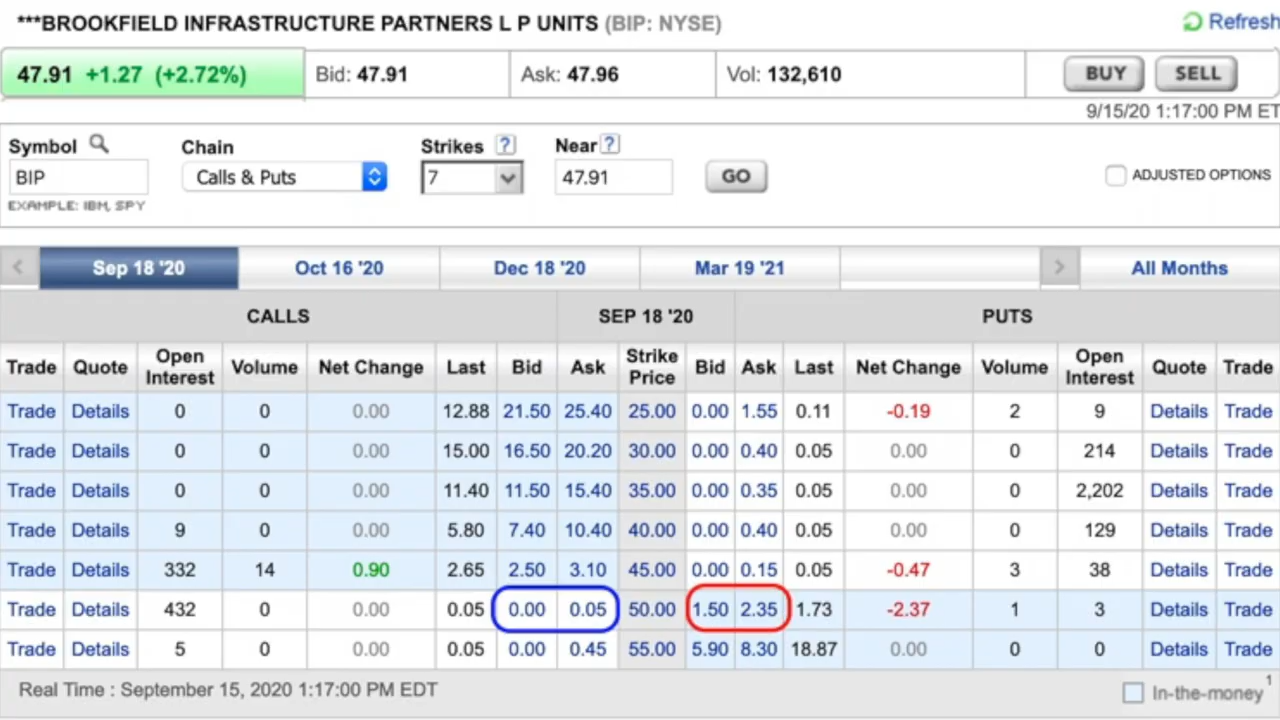 ***BROOKFIELD INFRASTRUCTURE PARTNERS L P UNITS (BIP: NYSE) Refresh
47.91 +1.27 (+2.72%) Bid: 47.91 Ask: 47.96 Vol: 132,610 BUY SELL
9/15/20 1:17:00 PM ET
Symbol Chain Strikes ? Near ?
BIP Calls & Puts 7 47.91 GO ADJUSTED OPTIONS
EXAMPLE: IBM, SPY
< Sep 18 '20 Oct 16 '20 Dec 18 '20 Mar 19 '21 > All Months
CALLS SEP 18 '20 PUTS
Trade Quote Open Interest Volume Net Change Last Bid Ask Strike Price Bid Ask Last Net Change Volume Open Interest Quote Trade
Trade Details 0 0 0.00 12.88 21.50 25.40 25.00 0.00 1.55 0.11 -0.19 2 9 Details Trade
Trade Details 0 0 0.00 15.00 16.50 20.20 30.00 0.00 0.40 0.05 0.00 0 214 Details Trade
Trade Details 0 0 0.00 11.40 11.50 15.40 35.00 0.00 0.35 0.05 0.00 0 2,202 Details Trade
Trade Details 9 0 0.00 5.80 7.40 10.40 40.00 0.00 0.40 0.05 0.00 0 129 Details Trade
Trade Details 332 14 0.90 2.65 2.50 3.10 45.00 0.00 0.15 0.05 -0.47 3 38 Details Trade
Trade Details 432 0 0.00 0.05 0.00 0.05 50.00 1.50 2.35 1.73 -2.37 1 3 Details Trade
Trade Details 5 0 0.00 0.05 0.00 0.45 55.00 5.90 8.30 18.87 0.00 0 0 Details Trade
Real Time : September 15, 2020 1:17:00 PM EDT In-the-money 1